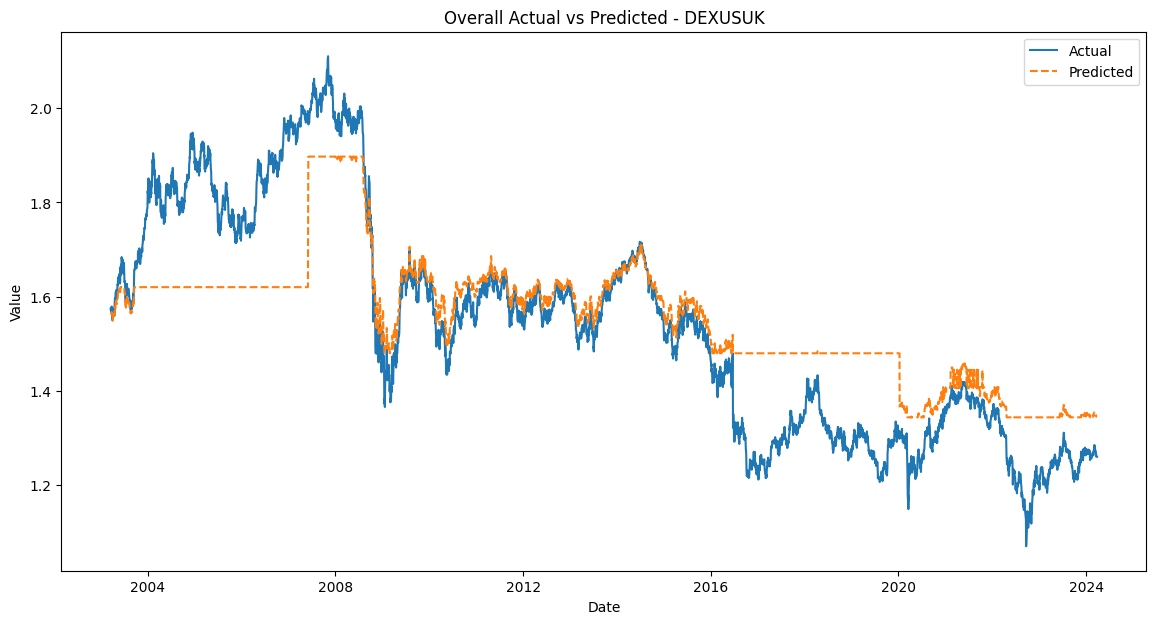 Overall Actual vs Predicted - DEXUSUK
Actual
Predicted
Value
2.0
1.8
1.6
1.4
1.2
2004
2008
2012
2016
2020
2024
Date